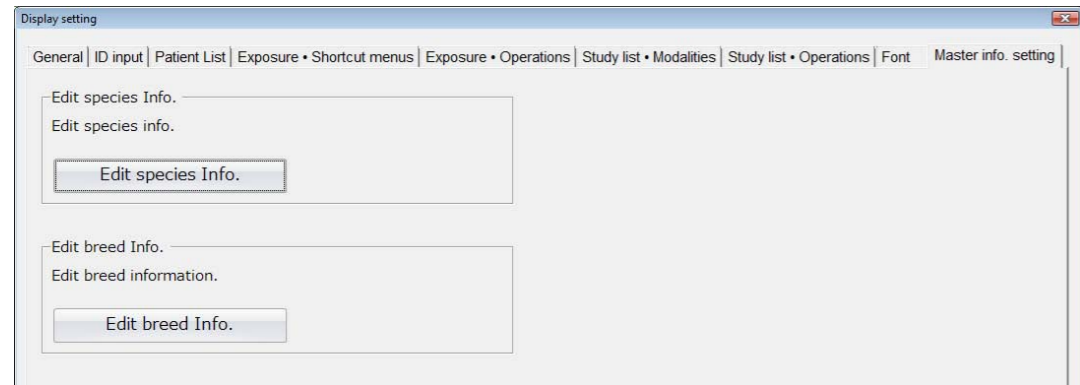 Display setting
General ID input Patient List Exposure • Shortcut menus Exposure • Operations Study list • Modalities Study list • Operations Font Master info. setting
Edit species Info.
Edit species info.
Edit species Info.
Edit breed Info.
Edit breed information.
Edit breed Info.